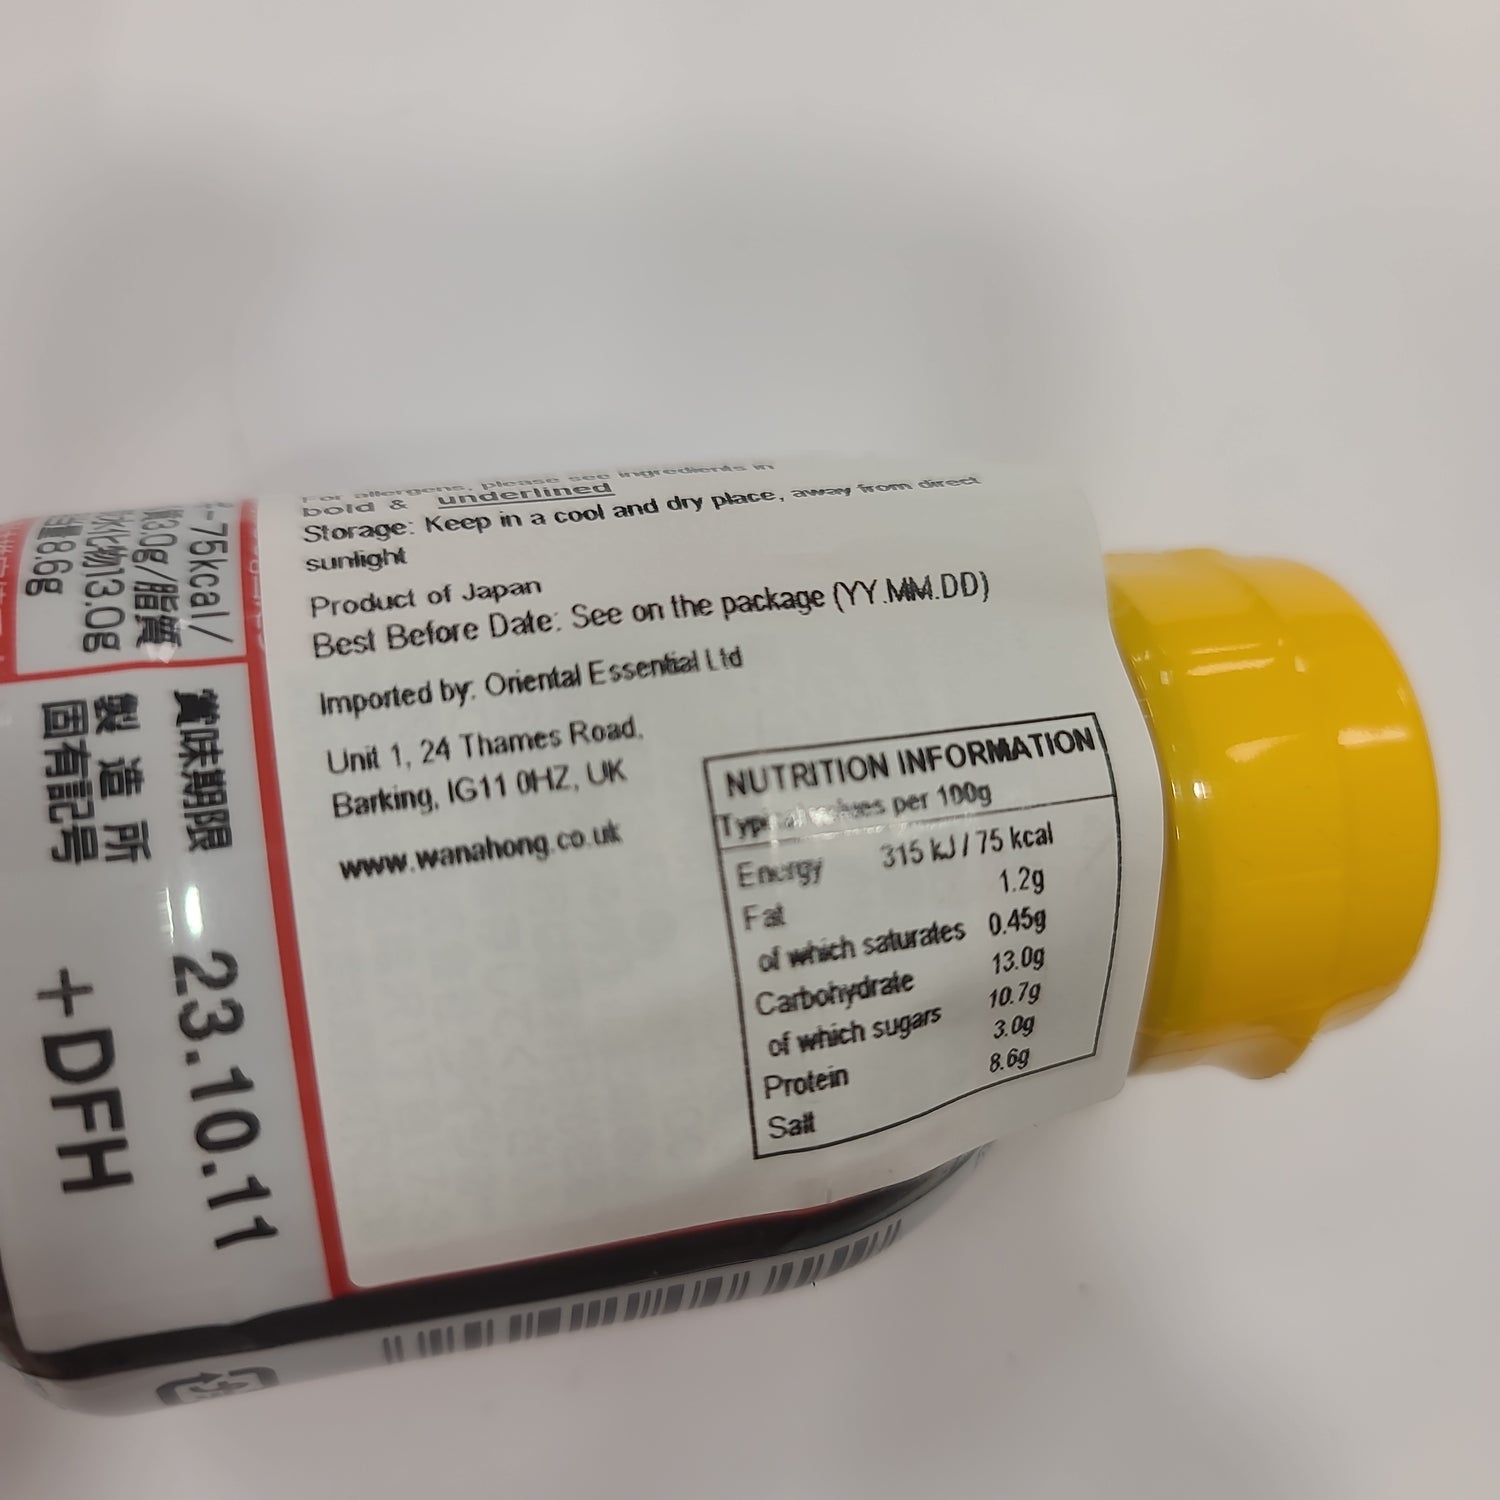 For allergens, please see ingredients in
bold & underlined
Storage: Keep in a cool and dry place, away from direct
sunlight
Product of Japan
Best Before Date: See on the package (YY.MM.DD)
Imported by: Oriental Essential Ltd
Unit 1, 24 Thames Road,
Barking, IG11 0HZ, UK
www.wanahong.co.uk
NUTRITION INFORMATION
Typical values per 100g
Energy 315 kJ / 75 kcal
Fat 1.2g
of which saturates 0.45g
Carbohydrate 13.0g
of which sugars 10.7g
Protein 3.0g
Salt 8.6g
75kcal/
3.0g/脂質
水化物13.0g
8.6g
賞味期限 23.10.11
製造所
固有記号 +DFH